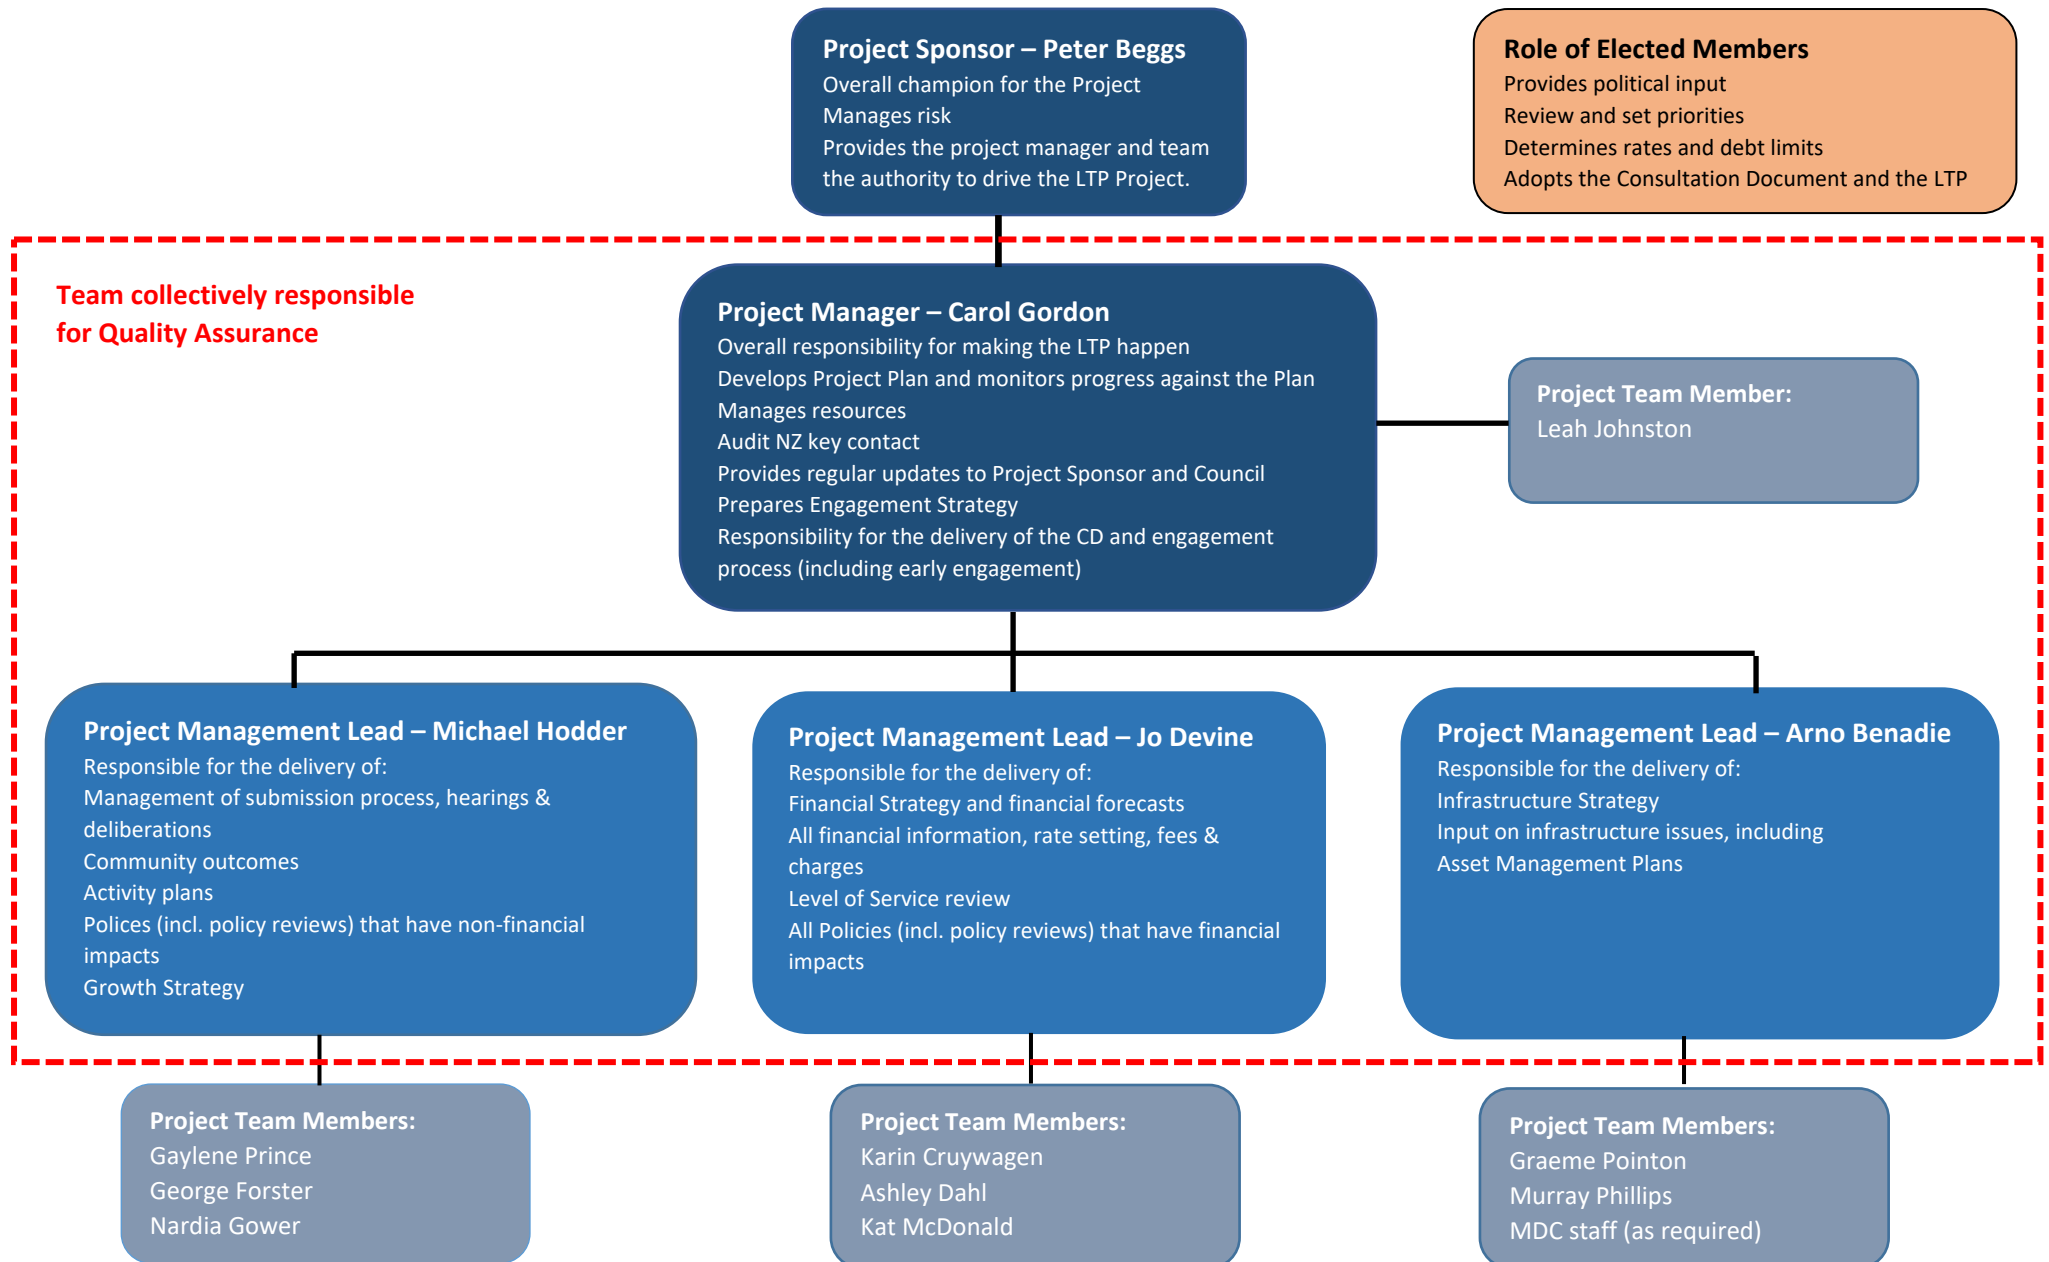 Project Sponsor – Peter Beggs
Overall champion for the Project
Manages risk
Provides the project manager and team
the authority to drive the LTP Project.
Role of Elected Members
Provides political input
Review and set priorities
Determines rates and debt limits
Adopts the Consultation Document and the LTP
Team collectively responsible
for Quality Assurance
Project Manager – Carol Gordon
Overall responsibility for making the LTP happen
Develops Project Plan and monitors progress against the Plan
Manages resources
Audit NZ key contact
Provides regular updates to Project Sponsor and Council
Prepares Engagement Strategy
Responsibility for the delivery of the CD and engagement
process (including early engagement)
Project Team Member:
Leah Johnston
Project Management Lead – Michael Hodder
Responsible for the delivery of:
Management of submission process, hearings &
deliberations
Community outcomes
Activity plans
Polices (incl. policy reviews) that have non-financial
impacts
Growth Strategy
Project Management Lead – Jo Devine
Responsible for the delivery of:
Financial Strategy and financial forecasts
All financial information, rate setting, fees &
charges
Level of Service review
All Policies (incl. policy reviews) that have financial
impacts
Project Management Lead – Arno Benadie
Responsible for the delivery of:
Infrastructure Strategy
Input on infrastructure issues, including
Asset Management Plans
Project Team Members:
Gaylene Prince
George Forster
Nardia Gower
Project Team Members:
Karin Cruywagen
Ashley Dahl
Kat McDonald
Project Team Members:
Graeme Pointon
Murray Phillips
MDC staff (as required)